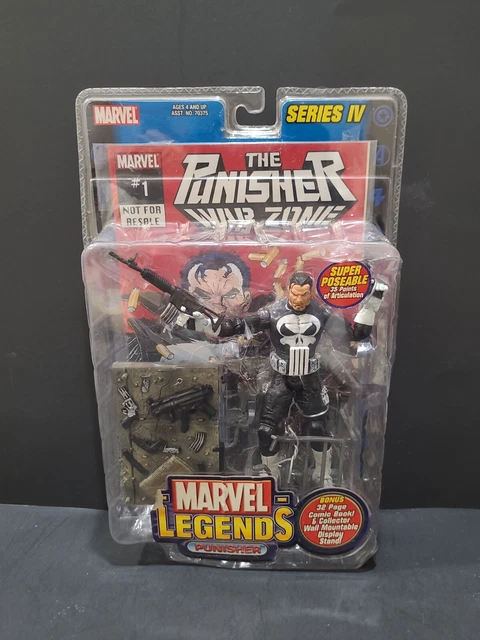 MARVEL
AGES 4 AND UP
ASST. NO. 70375
SERIES IV
MARVEL
#1
NOT FOR
RESALE
THE
PUNISHER
WAR ZONE
SUPER
POSEABLE
35 Points
of Articulation
MARVEL
LEGENDS
PUNISHER
BONUS
32 Page
Comic Book!
& Collector
Wall Mountable
Display
Stand!